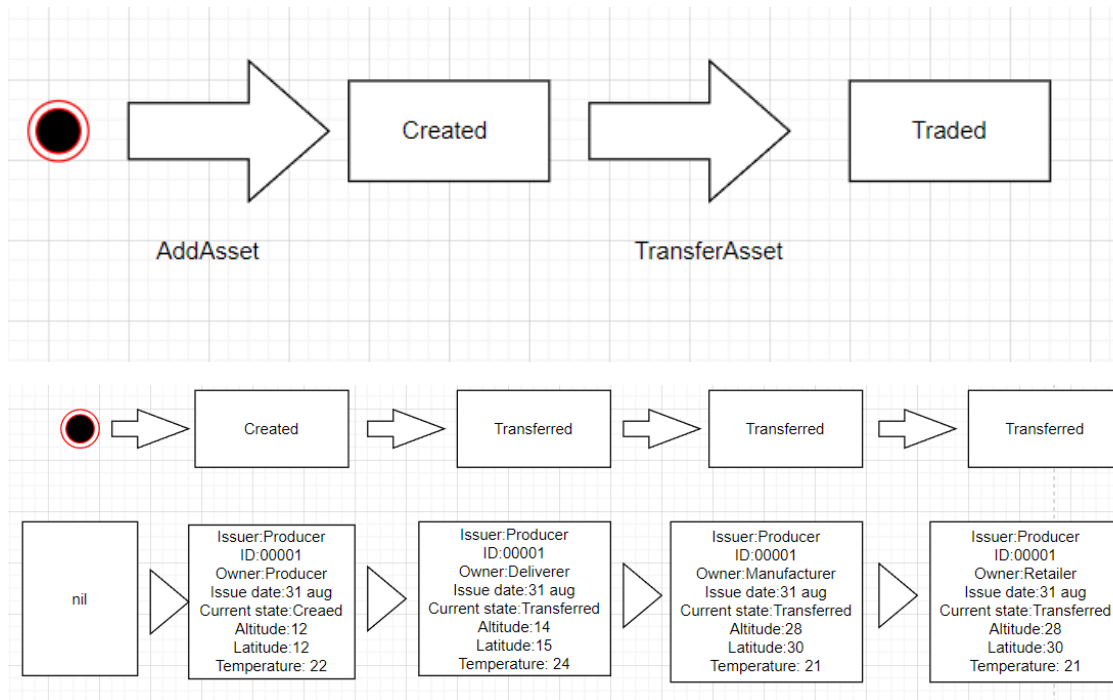 Created
Traded
AddAsset
TransferAsset
Created
Transferred
Transferred
Transferred
nil
Issuer:Producer
ID:00001
Owner:Producer
Issue date:31 aug
Current state:Creaed
Altitude:12
Latitude:12
Temperature: 22
Issuer:Producer
ID:00001
Owner:Deliverer
Issue date:31 aug
Current state:Transferred
Altitude:14
Latitude:15
Temperature: 24
Issuer:Producer
ID:00001
Owner:Manufacturer
Issue date:31 aug
Current state:Transferred
Altitude:28
Latitude:30
Temperature: 21
Issuer:Producer
ID:00001
Owner:Retailer
Issue date:31 aug
Current state:Transferred
Altitude:28
Latitude:30
Temperature: 21